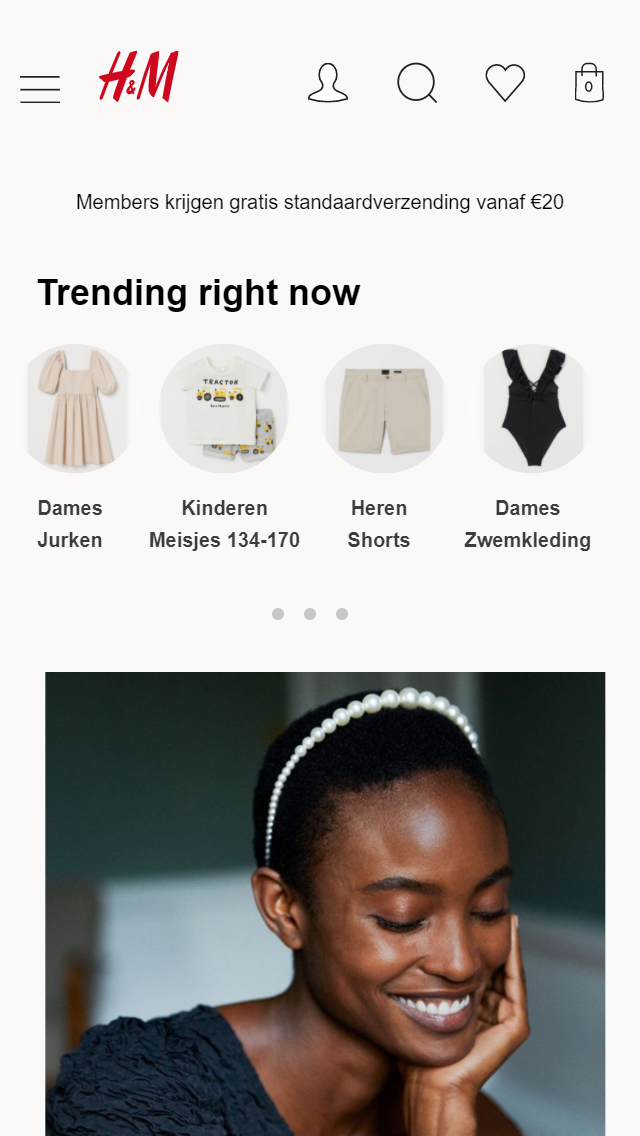 H&M
0
Members krijgen gratis standaardverzending vanaf €20
Trending right now
TRACTOR
Dames
Jurken
Kinderen
Meisjes 134-170
Heren
Shorts
Dames
Zwemkleding